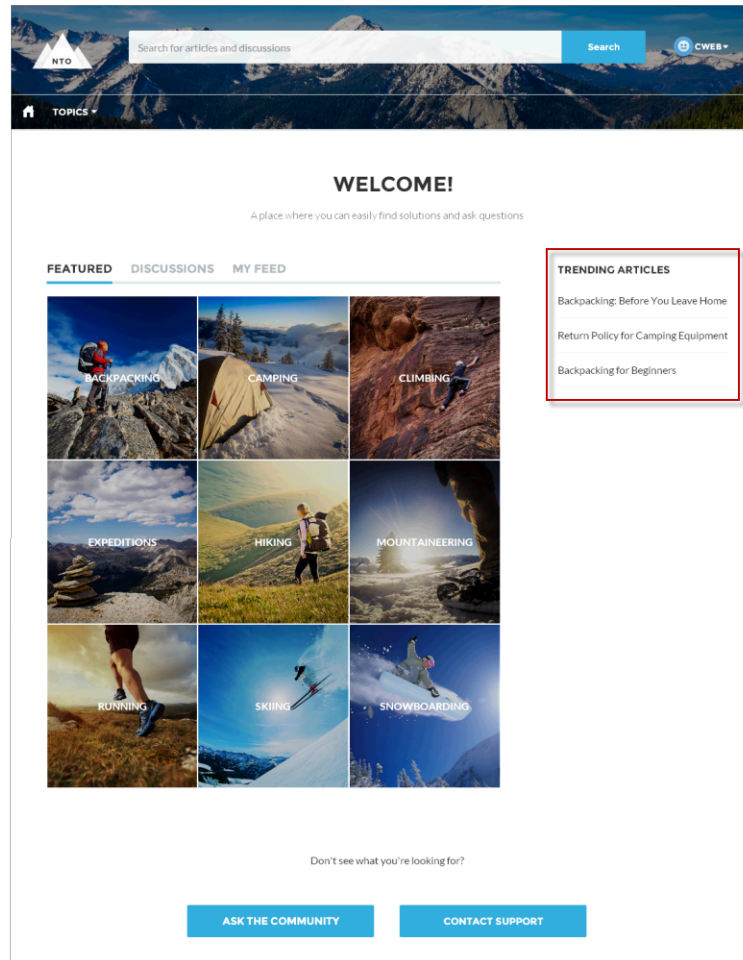 NTO
Search for articles and discussions
Search
CWEB
TOPICS
WELCOME!
A place where you can easily find solutions and ask questions
FEATURED DISCUSSIONS MY FEED
BACKPACKING CAMPING CLIMBING
EXPEDITIONS HIKING MOUNTAINEERING
RUNNING SKIING SNOWBOARDING
TRENDING ARTICLES
Backpacking: Before You Leave Home
Return Policy for Camping Equipment
Backpacking for Beginners
Don't see what you're looking for?
ASK THE COMMUNITY CONTACT SUPPORT